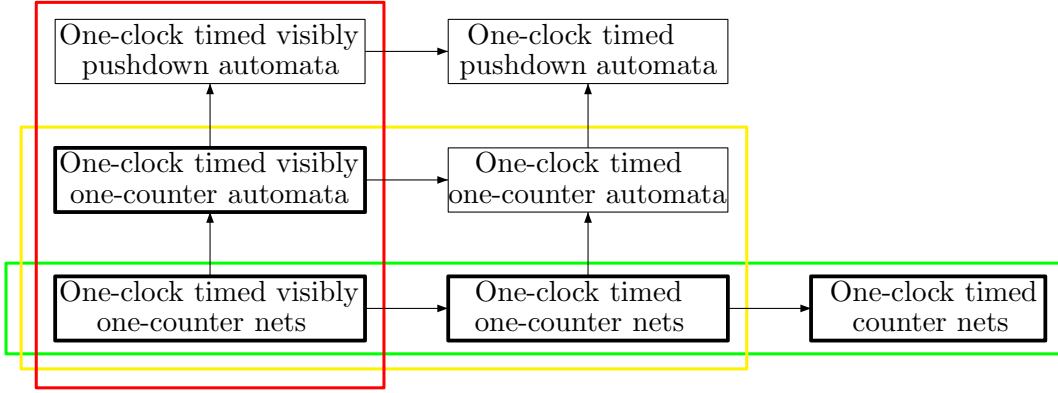 One-clock timed visibly
pushdown automata
One-clock timed
pushdown automata
One-clock timed visibly
one-counter automata
One-clock timed
one-counter automata
One-clock timed visibly
one-counter nets
One-clock timed
one-counter nets
One-clock timed
counter nets